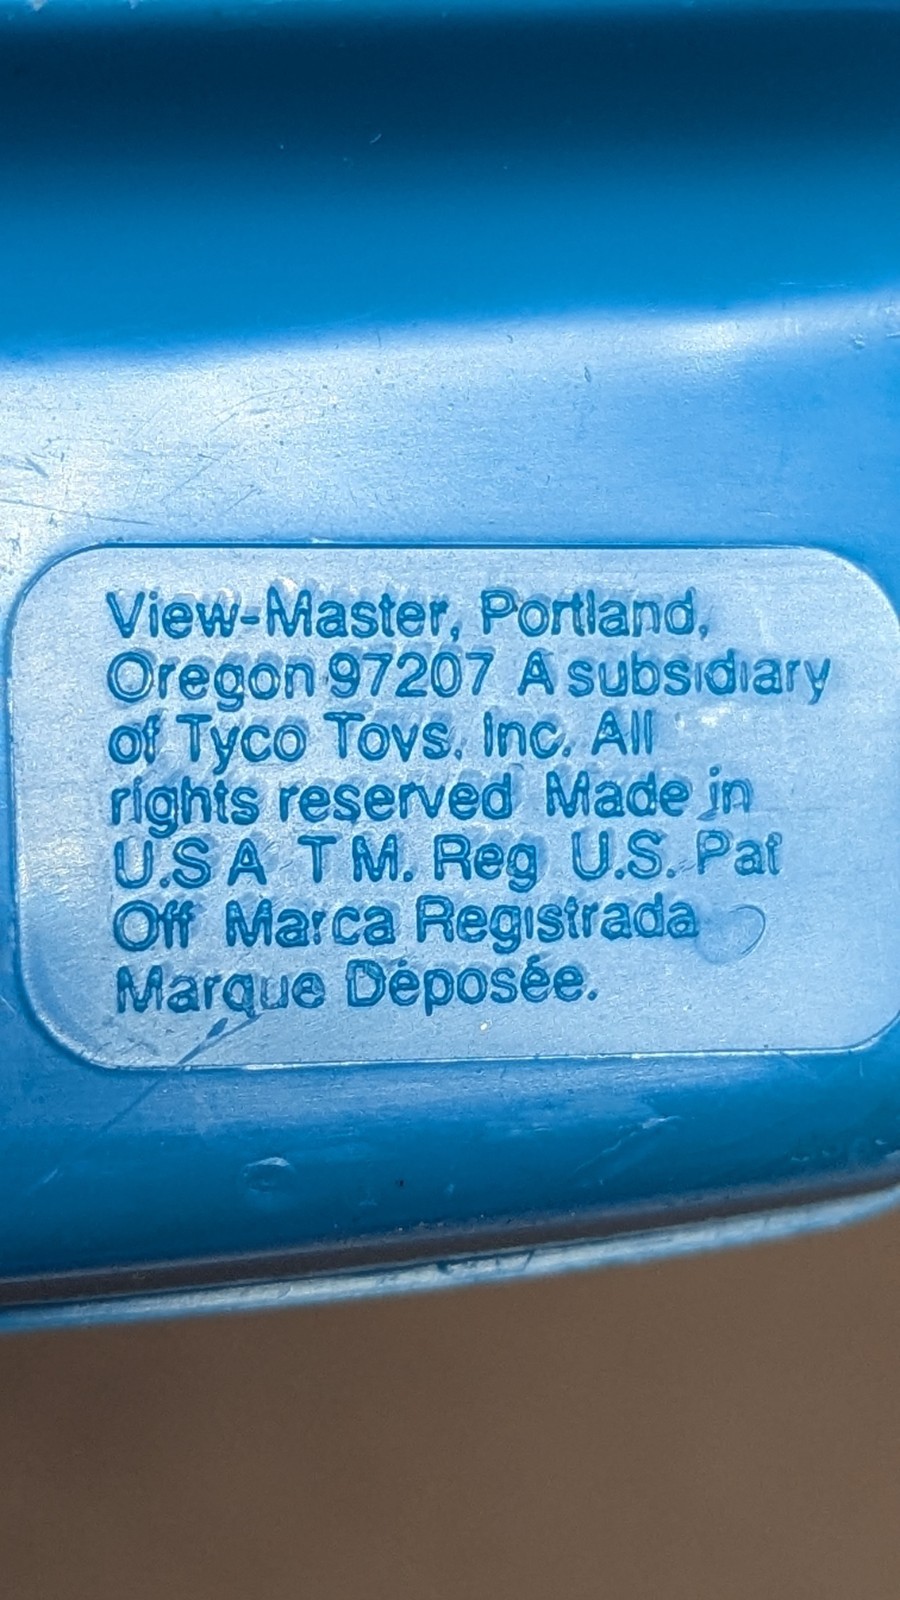 View-Master, Portland,
Oregon 97207 A subsidiary
of Tyco Toys, Inc. All
rights reserved Made in
U.S A T M. Reg U.S. Pat
Off Marca Registrada
Marque Déposée.